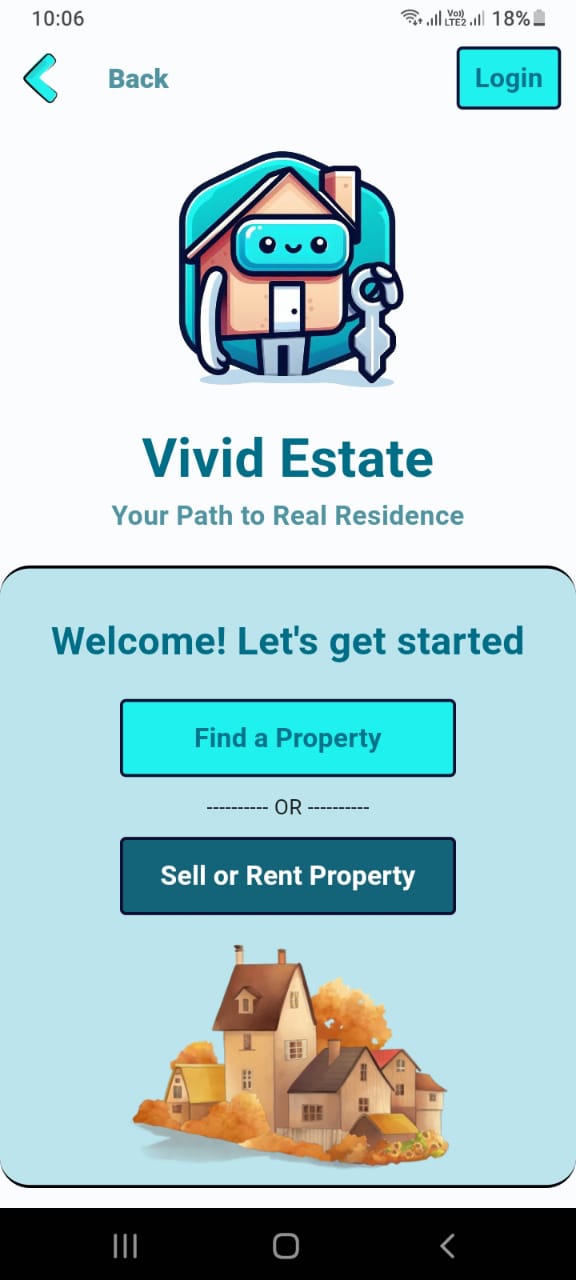 10:06
Vo)) LTE2 18%
Back
Login
Vivid Estate
Your Path to Real Residence
Welcome! Let's get started
Find a Property
---------- OR ----------
Sell or Rent Property